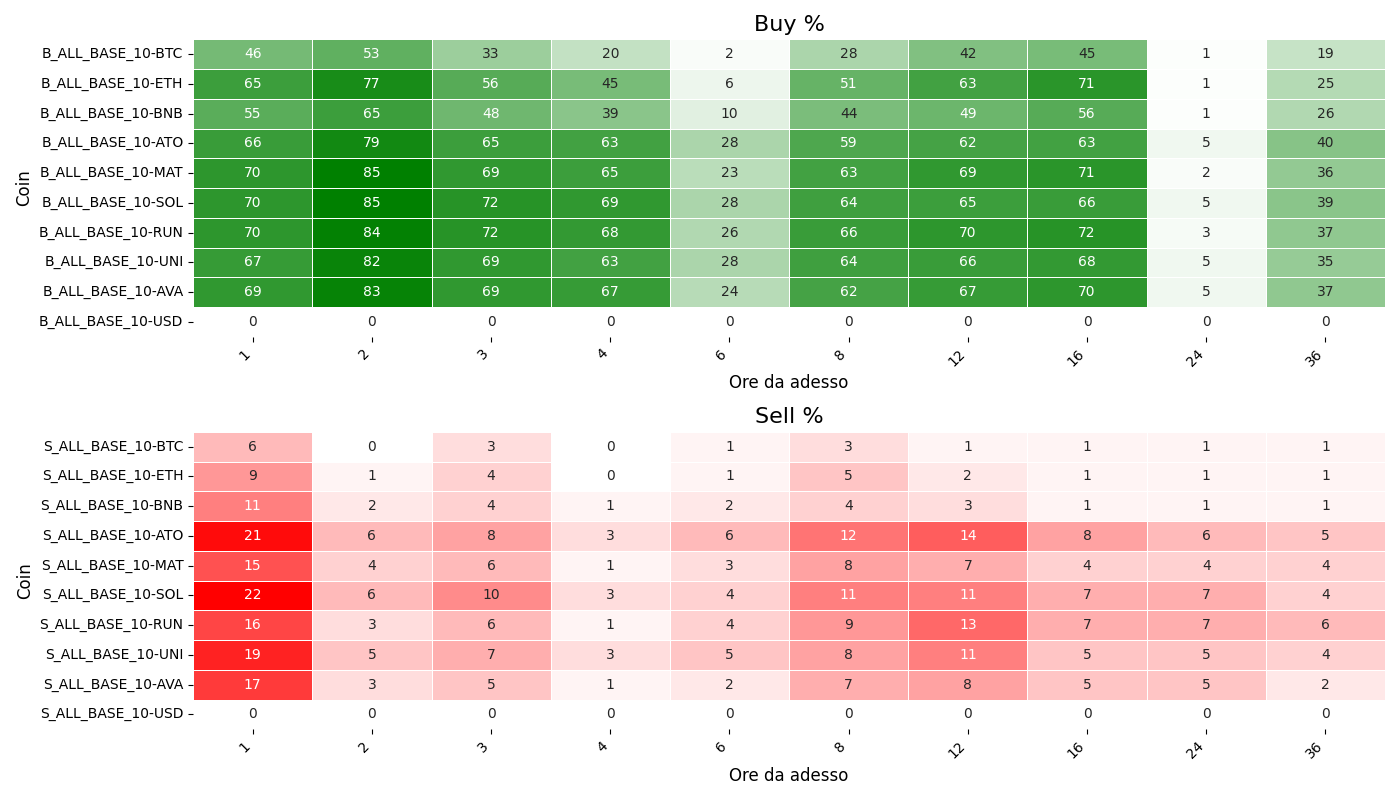 Buy %
B_ALL_BASE_10-BTC 46 53 33 20 2 28 42 45 1 19
B_ALL_BASE_10-ETH 65 77 56 45 6 51 63 71 1 25
B_ALL_BASE_10-BNB 55 65 48 39 10 44 49 56 1 26
B_ALL_BASE_10-ATO 66 79 65 63 28 59 62 63 5 40
B_ALL_BASE_10-MAT 70 85 69 65 23 63 69 71 2 36
B_ALL_BASE_10-SOL 70 85 72 69 28 64 65 66 5 39
B_ALL_BASE_10-RUN 70 84 72 68 26 66 70 72 3 37
B_ALL_BASE_10-UNI 67 82 69 63 28 64 66 68 5 35
B_ALL_BASE_10-AVA 69 83 69 67 24 62 67 70 5 37
B_ALL_BASE_10-USD 0 0 0 0 0 0 0 0 0 0
Coin
1 2 3 4 6 8 12 16 24 36
Ore da adesso
Sell %
S_ALL_BASE_10-BTC 6 0 3 0 1 3 1 1 1 1
S_ALL_BASE_10-ETH 9 1 4 0 1 5 2 1 1 1
S_ALL_BASE_10-BNB 11 2 4 1 2 4 3 1 1 1
S_ALL_BASE_10-ATO 21 6 8 3 6 12 14 8 6 5
S_ALL_BASE_10-MAT 15 4 6 1 3 8 7 4 4 4
S_ALL_BASE_10-SOL 22 6 10 3 4 11 11 7 7 4
S_ALL_BASE_10-RUN 16 3 6 1 4 9 13 7 7 6
S_ALL_BASE_10-UNI 19 5 7 3 5 8 11 5 5 4
S_ALL_BASE_10-AVA 17 3 5 1 2 7 8 5 5 2
S_ALL_BASE_10-USD 0 0 0 0 0 0 0 0 0 0
Coin
1 2 3 4 6 8 12 16 24 36
Ore da adesso